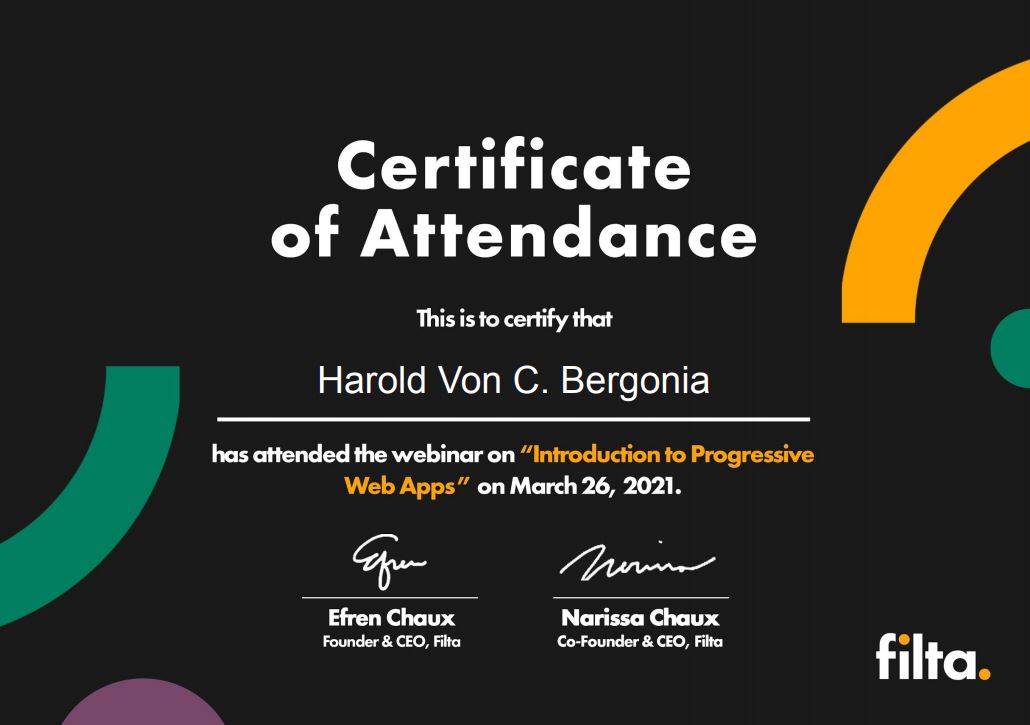 Certificate
of Attendance
This is to certify that
Harold Von C. Bergonia
has attended the webinar on “Introduction to Progressive
Web Apps” on March 26, 2021.
Efren
Narissa
Efren Chaux
Narissa Chaux
Founder & CEO, Filta
Co-Founder & CEO, Filta
filta.